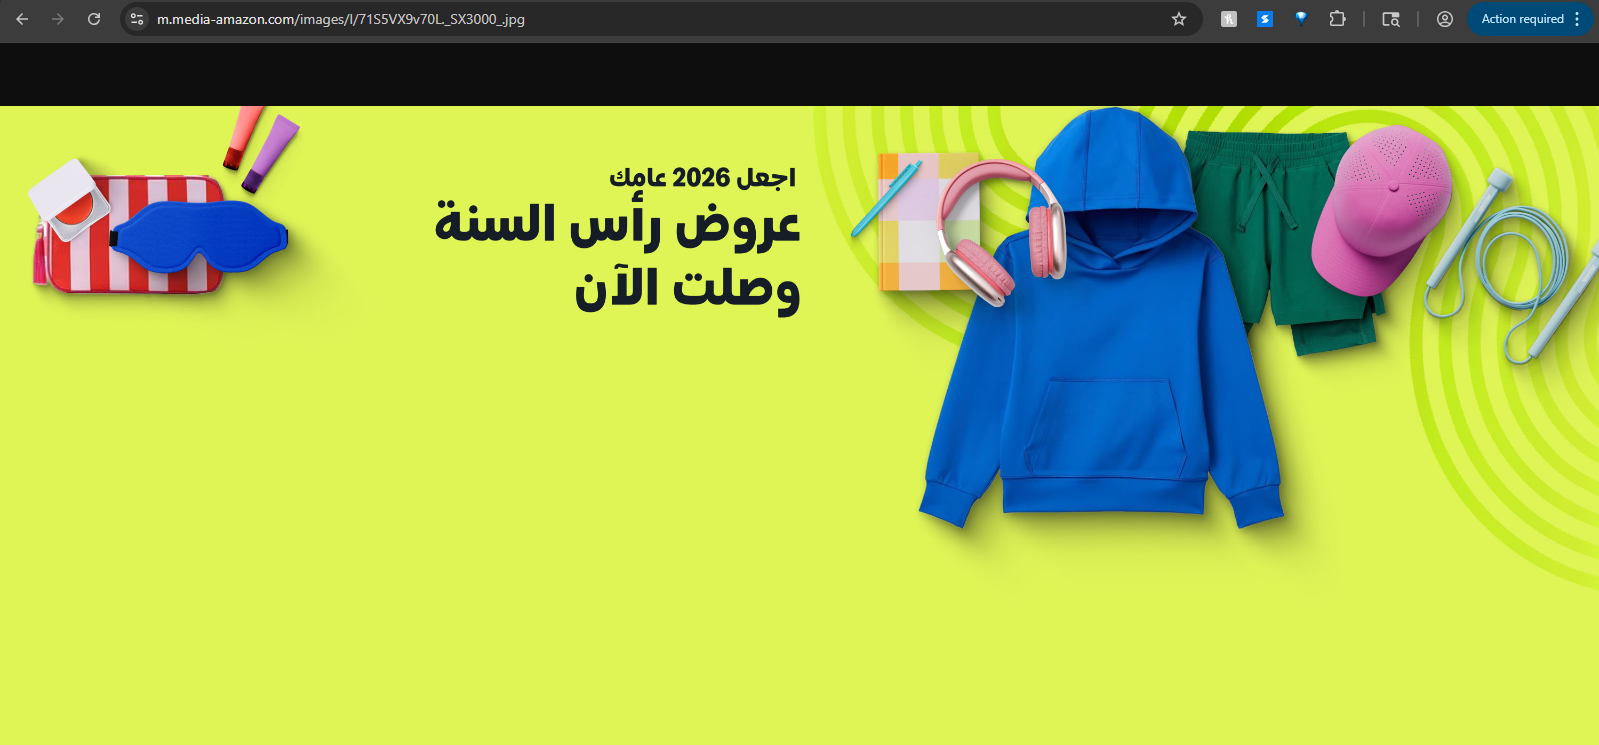 m.media-amazon.com/images/I/71S5VX9v70L._SX3000_.jpg
Action required
اجعل 2026 عامك
عروض رأس السنة
وصلت الآن